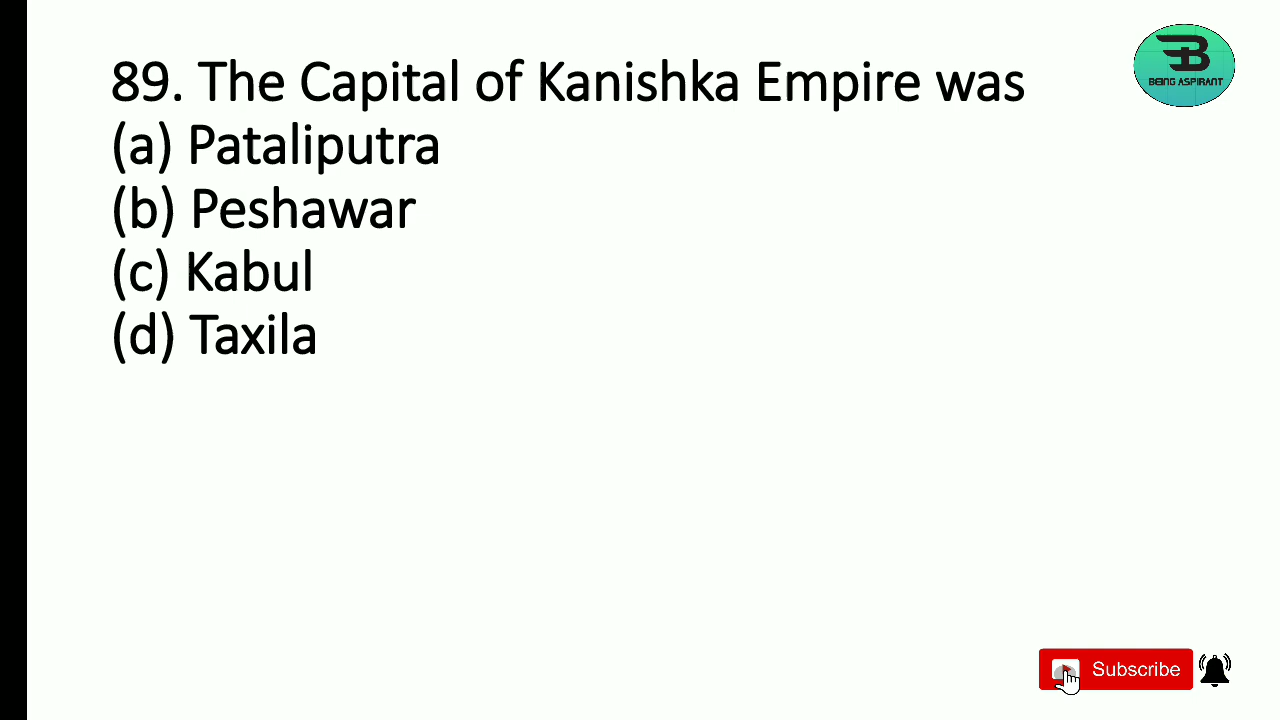 89. The Capital of Kanishka Empire was
(a) Pataliputra
(b) Peshawar
(c) Kabul
(d) Taxila
BEING ASPIRANT
Subscribe